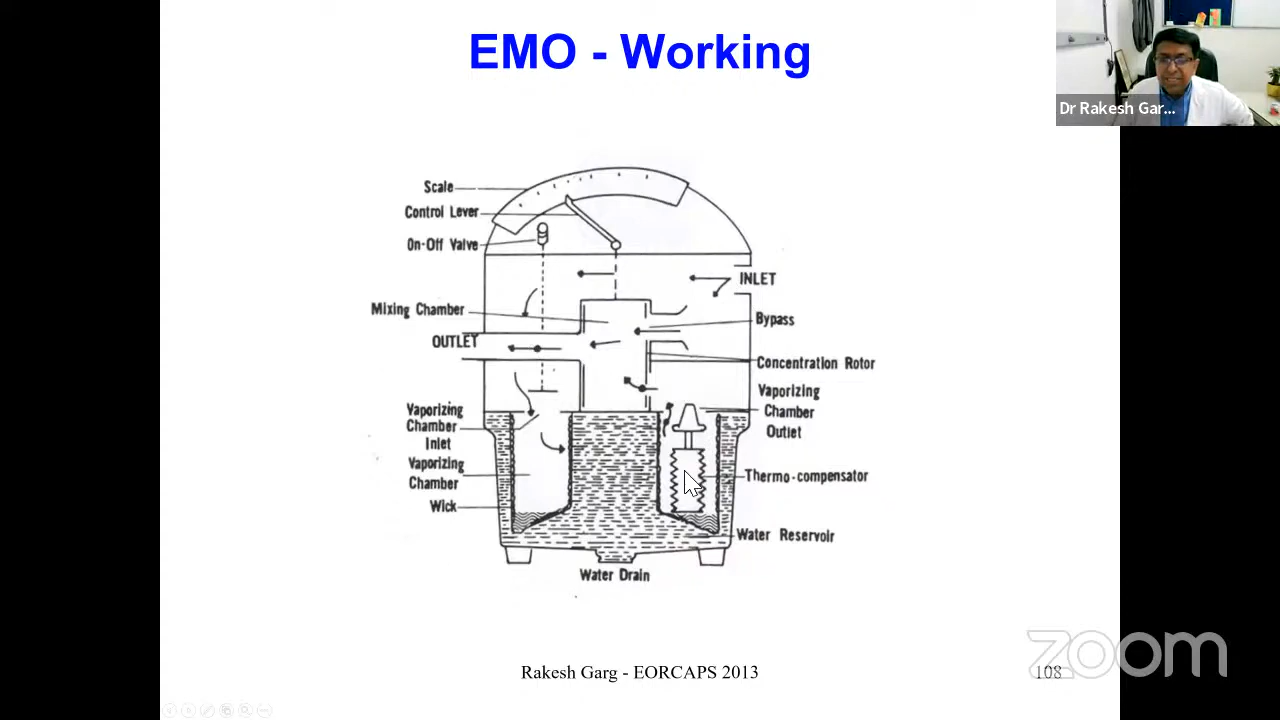 EMO - Working
Dr Rakesh Gar...
Scale
Control Lever
On-Off Valve
INLET
Mixing Chamber
Bypass
OUTLET
Concentration Rotor
Vaporizing
Chamber
Outlet
Vaporizing
Chamber
Inlet
Vaporizing
Chamber
Thermo-compensator
Wick
Water Reservoir
Water Drain
Rakesh Garg - EORCAPS 2013
108
zoom